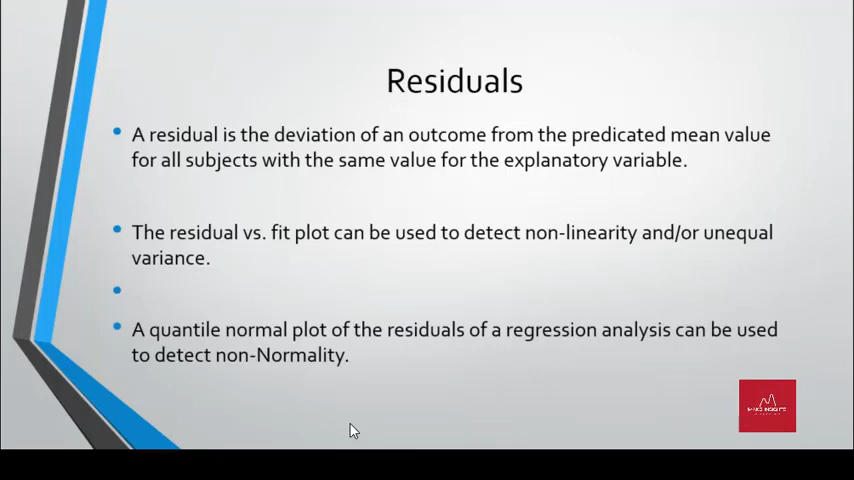 Residuals
• A residual is the deviation of an outcome from the predicated mean value
for all subjects with the same value for the explanatory variable.
• The residual vs. fit plot can be used to detect non-linearity and/or unequal
variance.
•
• A quantile normal plot of the residuals of a regression analysis can be used
to detect non-Normality.